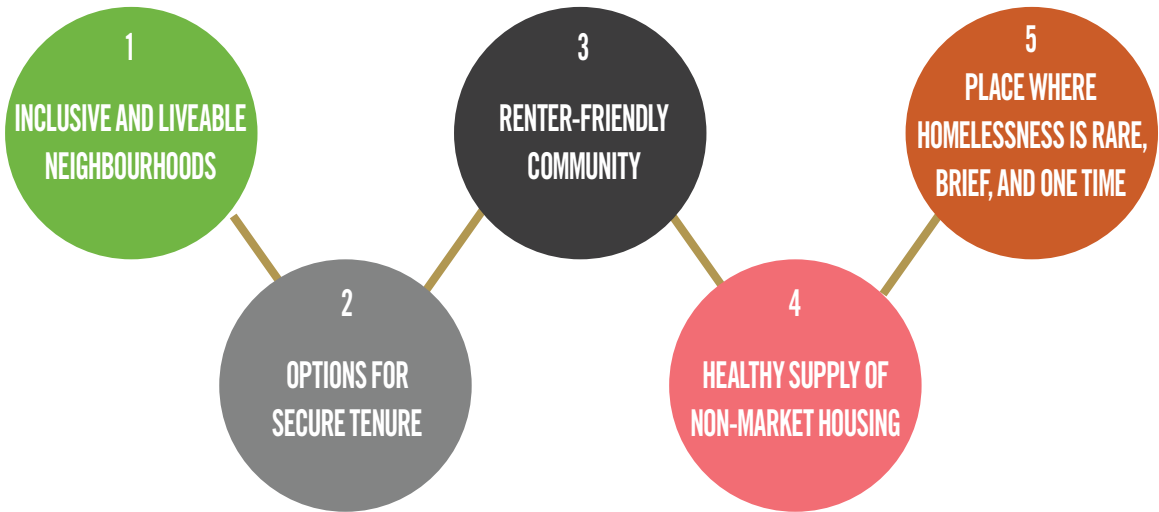 1
INCLUSIVE AND LIVEABLE
NEIGHBOURHOODS
2
OPTIONS FOR
SECURE TENURE
3
RENTER-FRIENDLY
COMMUNITY
4
HEALTHY SUPPLY OF
NON-MARKET HOUSING
5
PLACE WHERE
HOMELESSNESS IS RARE,
BRIEF, AND ONE TIME